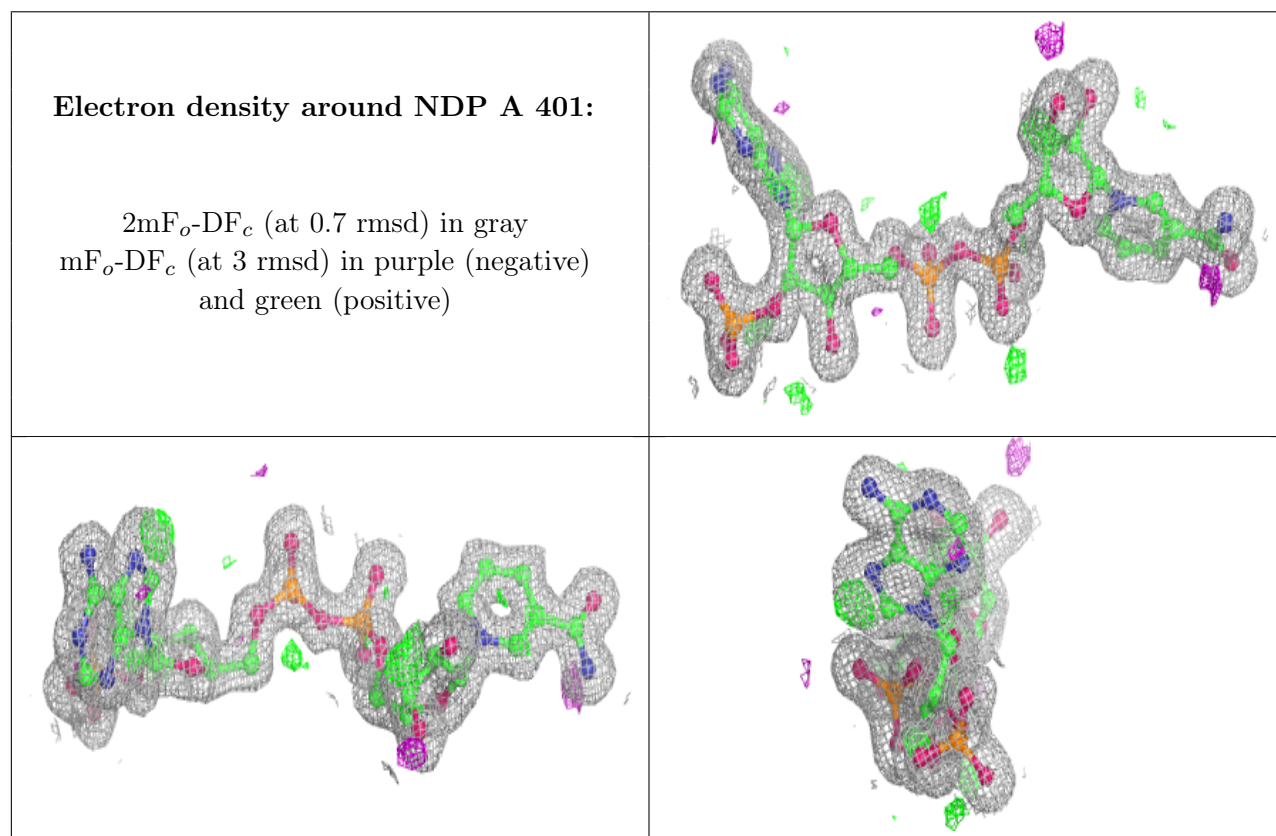 Electron density around NDP A 401:
2mFo-DFc (at 0.7 rmsd) in gray
mFo-DFc (at 3 rmsd) in purple (negative)
and green (positive)